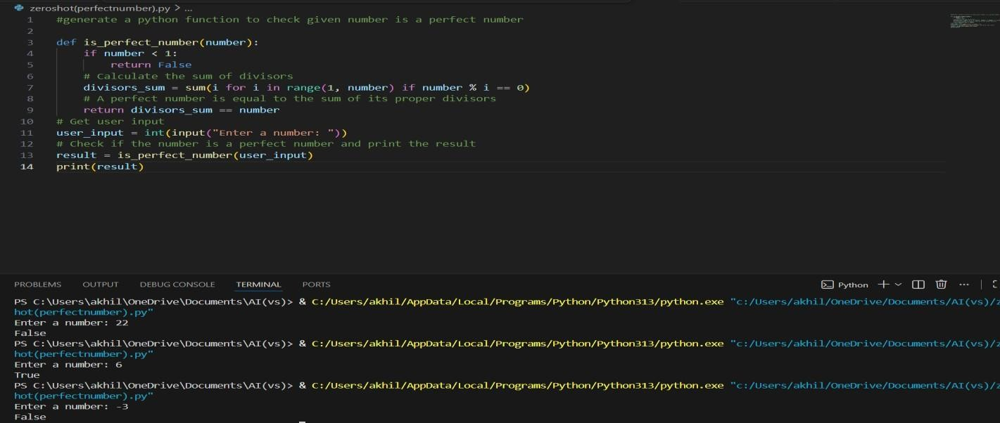 zeroshot(perfectnumber).py > ...
1 #generate a python function to check given number is a perfect number
2
3 def is_perfect_number(number):
4     if number < 1:
5         return False
6     # Calculate the sum of divisors
7     divisors_sum = sum(i for i in range(1, number) if number % i == 0)
8     # A perfect number is equal to the sum of its proper divisors
9     return divisors_sum == number
10 # Get user input
11 user_input = int(input("Enter a number: "))
12 # Check if the number is a perfect number and print the result
13 result = is_perfect_number(user_input)
14 print(result)
PROBLEMS OUTPUT DEBUG CONSOLE TERMINAL PORTS Python
PS C:\Users\akhil\OneDrive\Documents\AI(vs)> & C:/Users/akhil/AppData/Local/Programs/Python/Python313/python.exe "c:/Users/akhil/OneDrive/Documents/AI(vs)/z
hot(perfectnumber).py"
Enter a number: 22
False
PS C:\Users\akhil\OneDrive\Documents\AI(vs)> & C:/Users/akhil/AppData/Local/Programs/Python/Python313/python.exe "c:/Users/akhil/OneDrive/Documents/AI(vs)/z
hot(perfectnumber).py"
Enter a number: 6
True
PS C:\Users\akhil\OneDrive\Documents\AI(vs)> & C:/Users/akhil/AppData/Local/Programs/Python/Python313/python.exe "c:/Users/akhil/OneDrive/Documents/AI(vs)/z
hot(perfectnumber).py"
Enter a number: -3
False